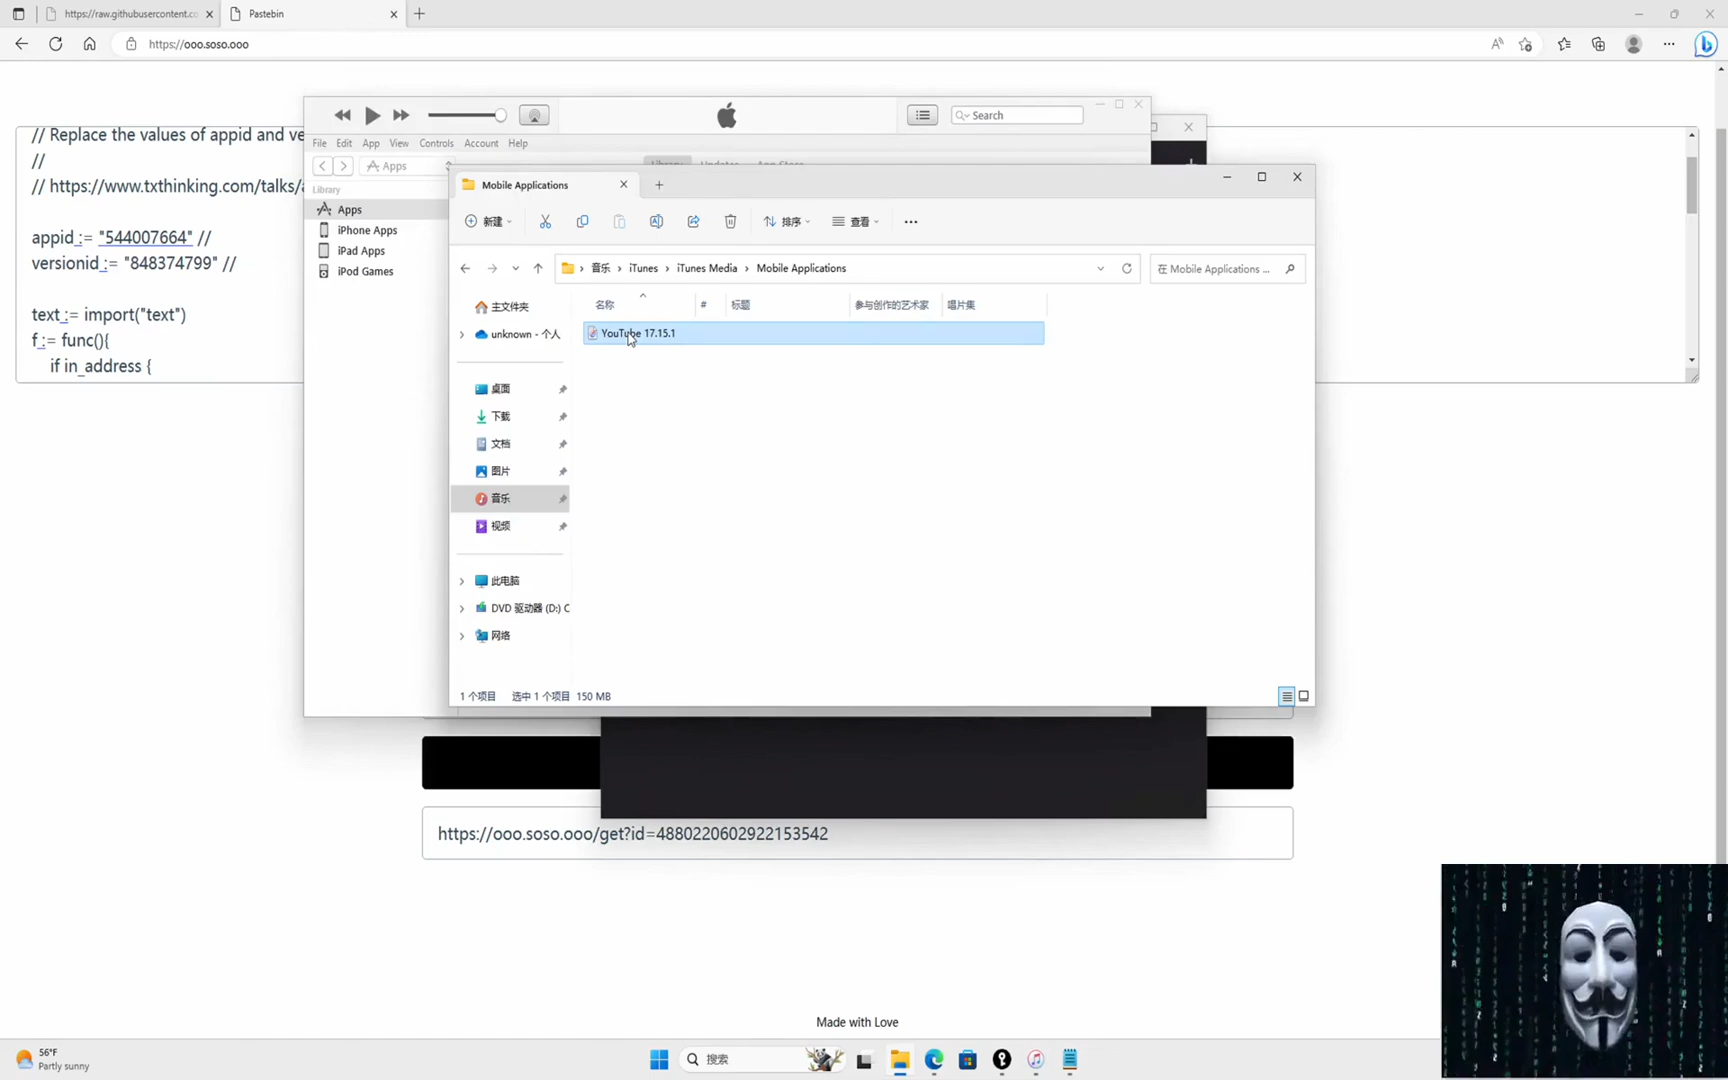 https://raw.githubusercontent.co
Pastebin
https://ooo.soso.ooo
// Replace the values of appid and ve
//
// https://www.txthinking.com/talks/a
appid := "544007664" //
versionid := "848374799" //
text := import("text")
f := func(){
if in_address {
Search
File Edit App View Controls Account Help
Apps
Library Updates App Store
Library
Apps
iPhone Apps
iPad Apps
iPod Games
Mobile Applications
新建
排序
查看
音乐 › iTunes › iTunes Media › Mobile Applications
在 Mobile Applications ...
名称 # 标题 参与创作的艺术家 唱片集
YouTube 17.15.1
主文件夹
unknown - 个人
桌面
下载
文档
图片
音乐
视频
此电脑
DVD 驱动器 (D:) C
网络
1 个项目 选中 1 个项目 150 MB
https://ooo.soso.ooo/get?id=4880220602922153542
Made with Love
56°F
Partly sunny
搜索